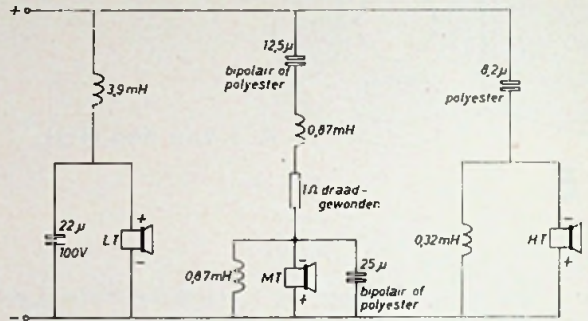 +
12,5µ
bipolair of
polyester
8,2µ
polyester
3,9mH
0,87mH
1Ω draad-
gewonden
22µ
100V
LT
+
−
0,87mH
MT
−
+
25µ
bipolair of
polyester
0,32mH
HT
−
+
−